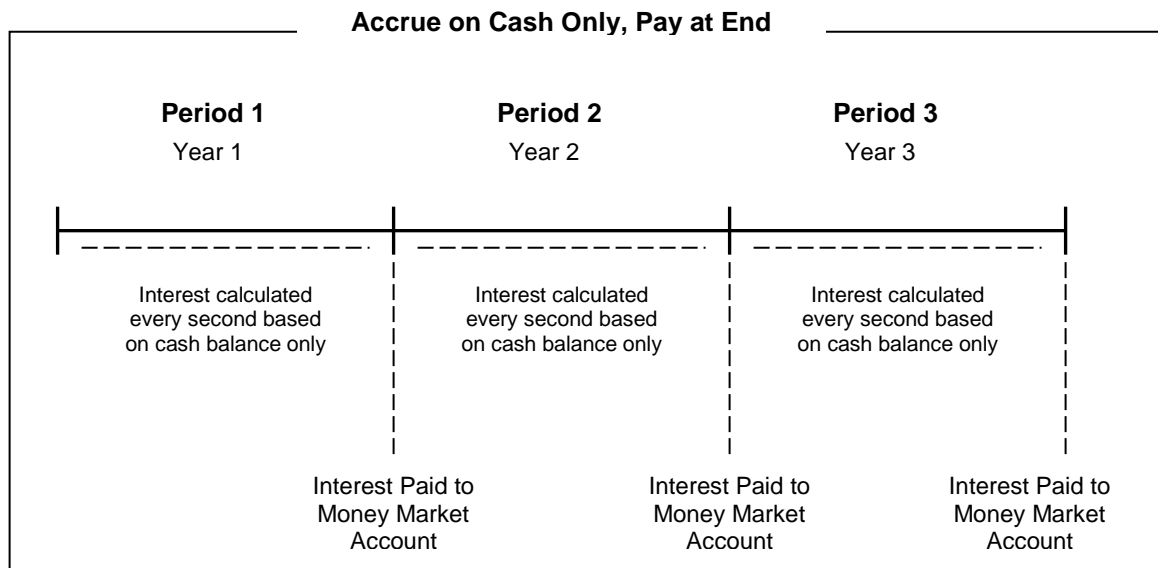 Accrue on Cash Only, Pay at End
Period 1
Period 2
Period 3
Year 1
Year 2
Year 3
Interest calculated
every second based
on cash balance only
Interest calculated
every second based
on cash balance only
Interest calculated
every second based
on cash balance only
Interest Paid to
Money Market
Account
Interest Paid to
Money Market
Account
Interest Paid to
Money Market
Account